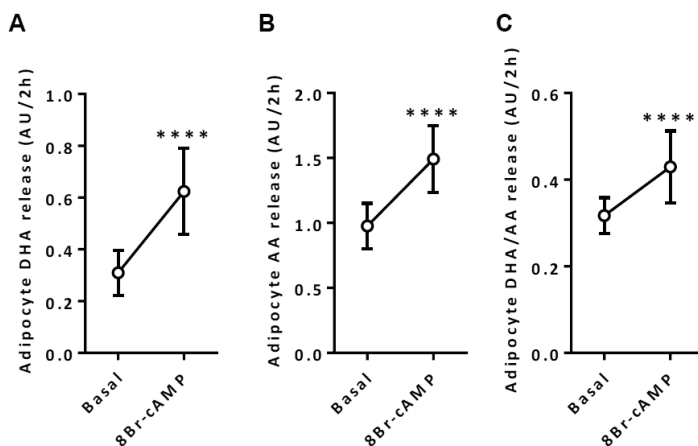 A
Adipocyte DHA release (AU/2h)
1.0
0.8
0.6
0.4
0.2
0.0
****
Basal
8Br-cAMP
B
Adipocyte AA release (AU/2h)
2.0
1.5
1.0
0.5
0.0
****
Basal
8Br-cAMP
C
Adipocyte DHA/AA release (AU/2h)
0.6
0.4
0.2
0.0
****
Basal
8Br-cAMP